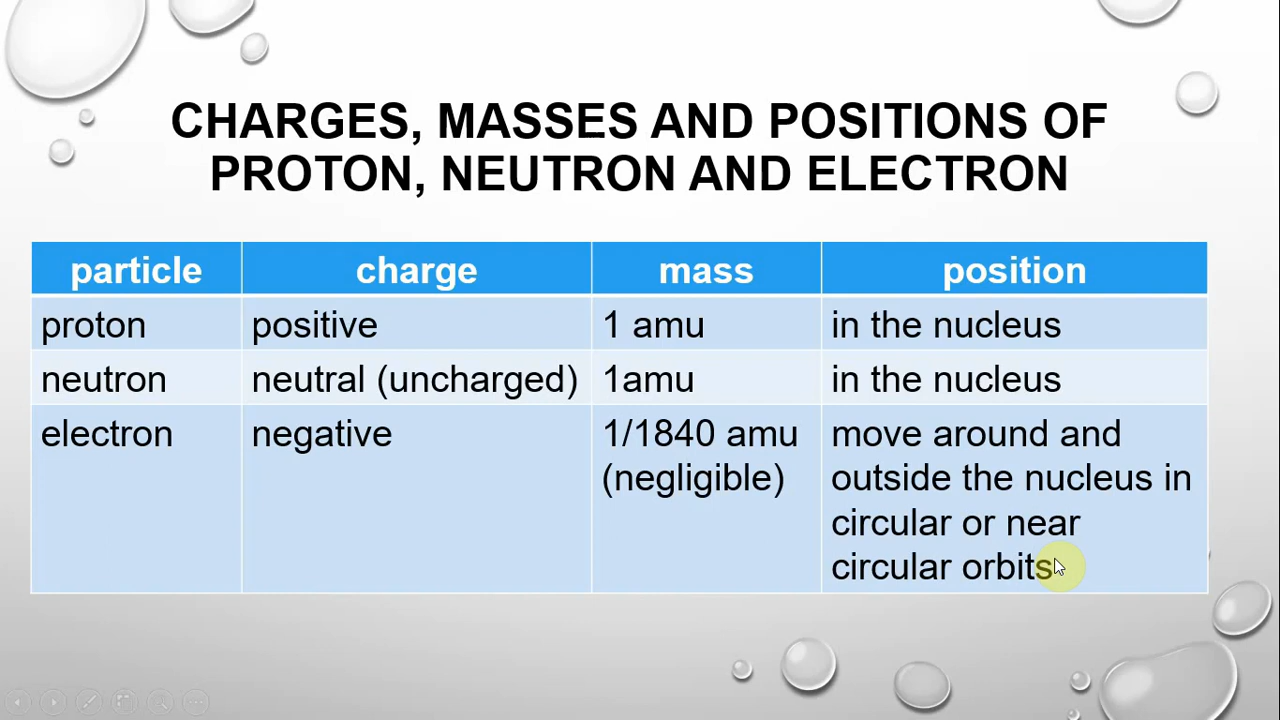 CHARGES, MASSES AND POSITIONS OF
PROTON, NEUTRON AND ELECTRON
particle charge mass position
proton positive 1 amu in the nucleus
neutron neutral (uncharged) 1amu in the nucleus
electron negative 1/1840 amu move around and
(negligible) outside the nucleus in
circular or near
circular orbits